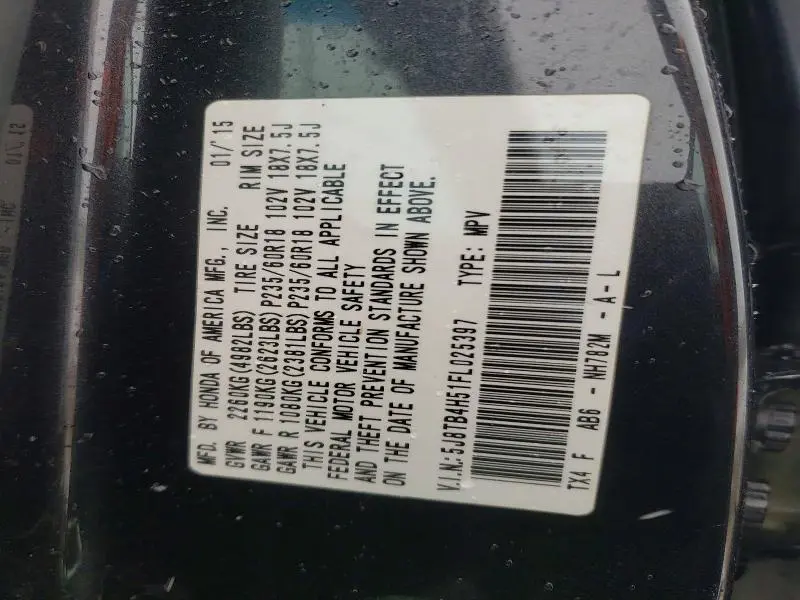 MFD. BY HONDA OF AMERICA MFG., INC. 01/'15
GVWR 2260KG(4982LBS) TIRE SIZE RIM SIZE
GAWR F 1190KG(2623LBS)P235/60R18 102V 18X7.5J
GAWR R 1080KG(2381LBS)P235/60R18 102V 18X7.5J
THIS VEHICLE CONFORMS TO ALL APPLICABLE
FEDERAL MOTOR VEHICLE SAFETY
AND THEFT PREVENTION STANDARDS IN EFFECT
ON THE DATE OF MANUFACTURE SHOWN ABOVE.
V.I.N.:5J8TB4H51FL025397 TYPE: MPV
TX4 F AB6 - NH782M - A - L